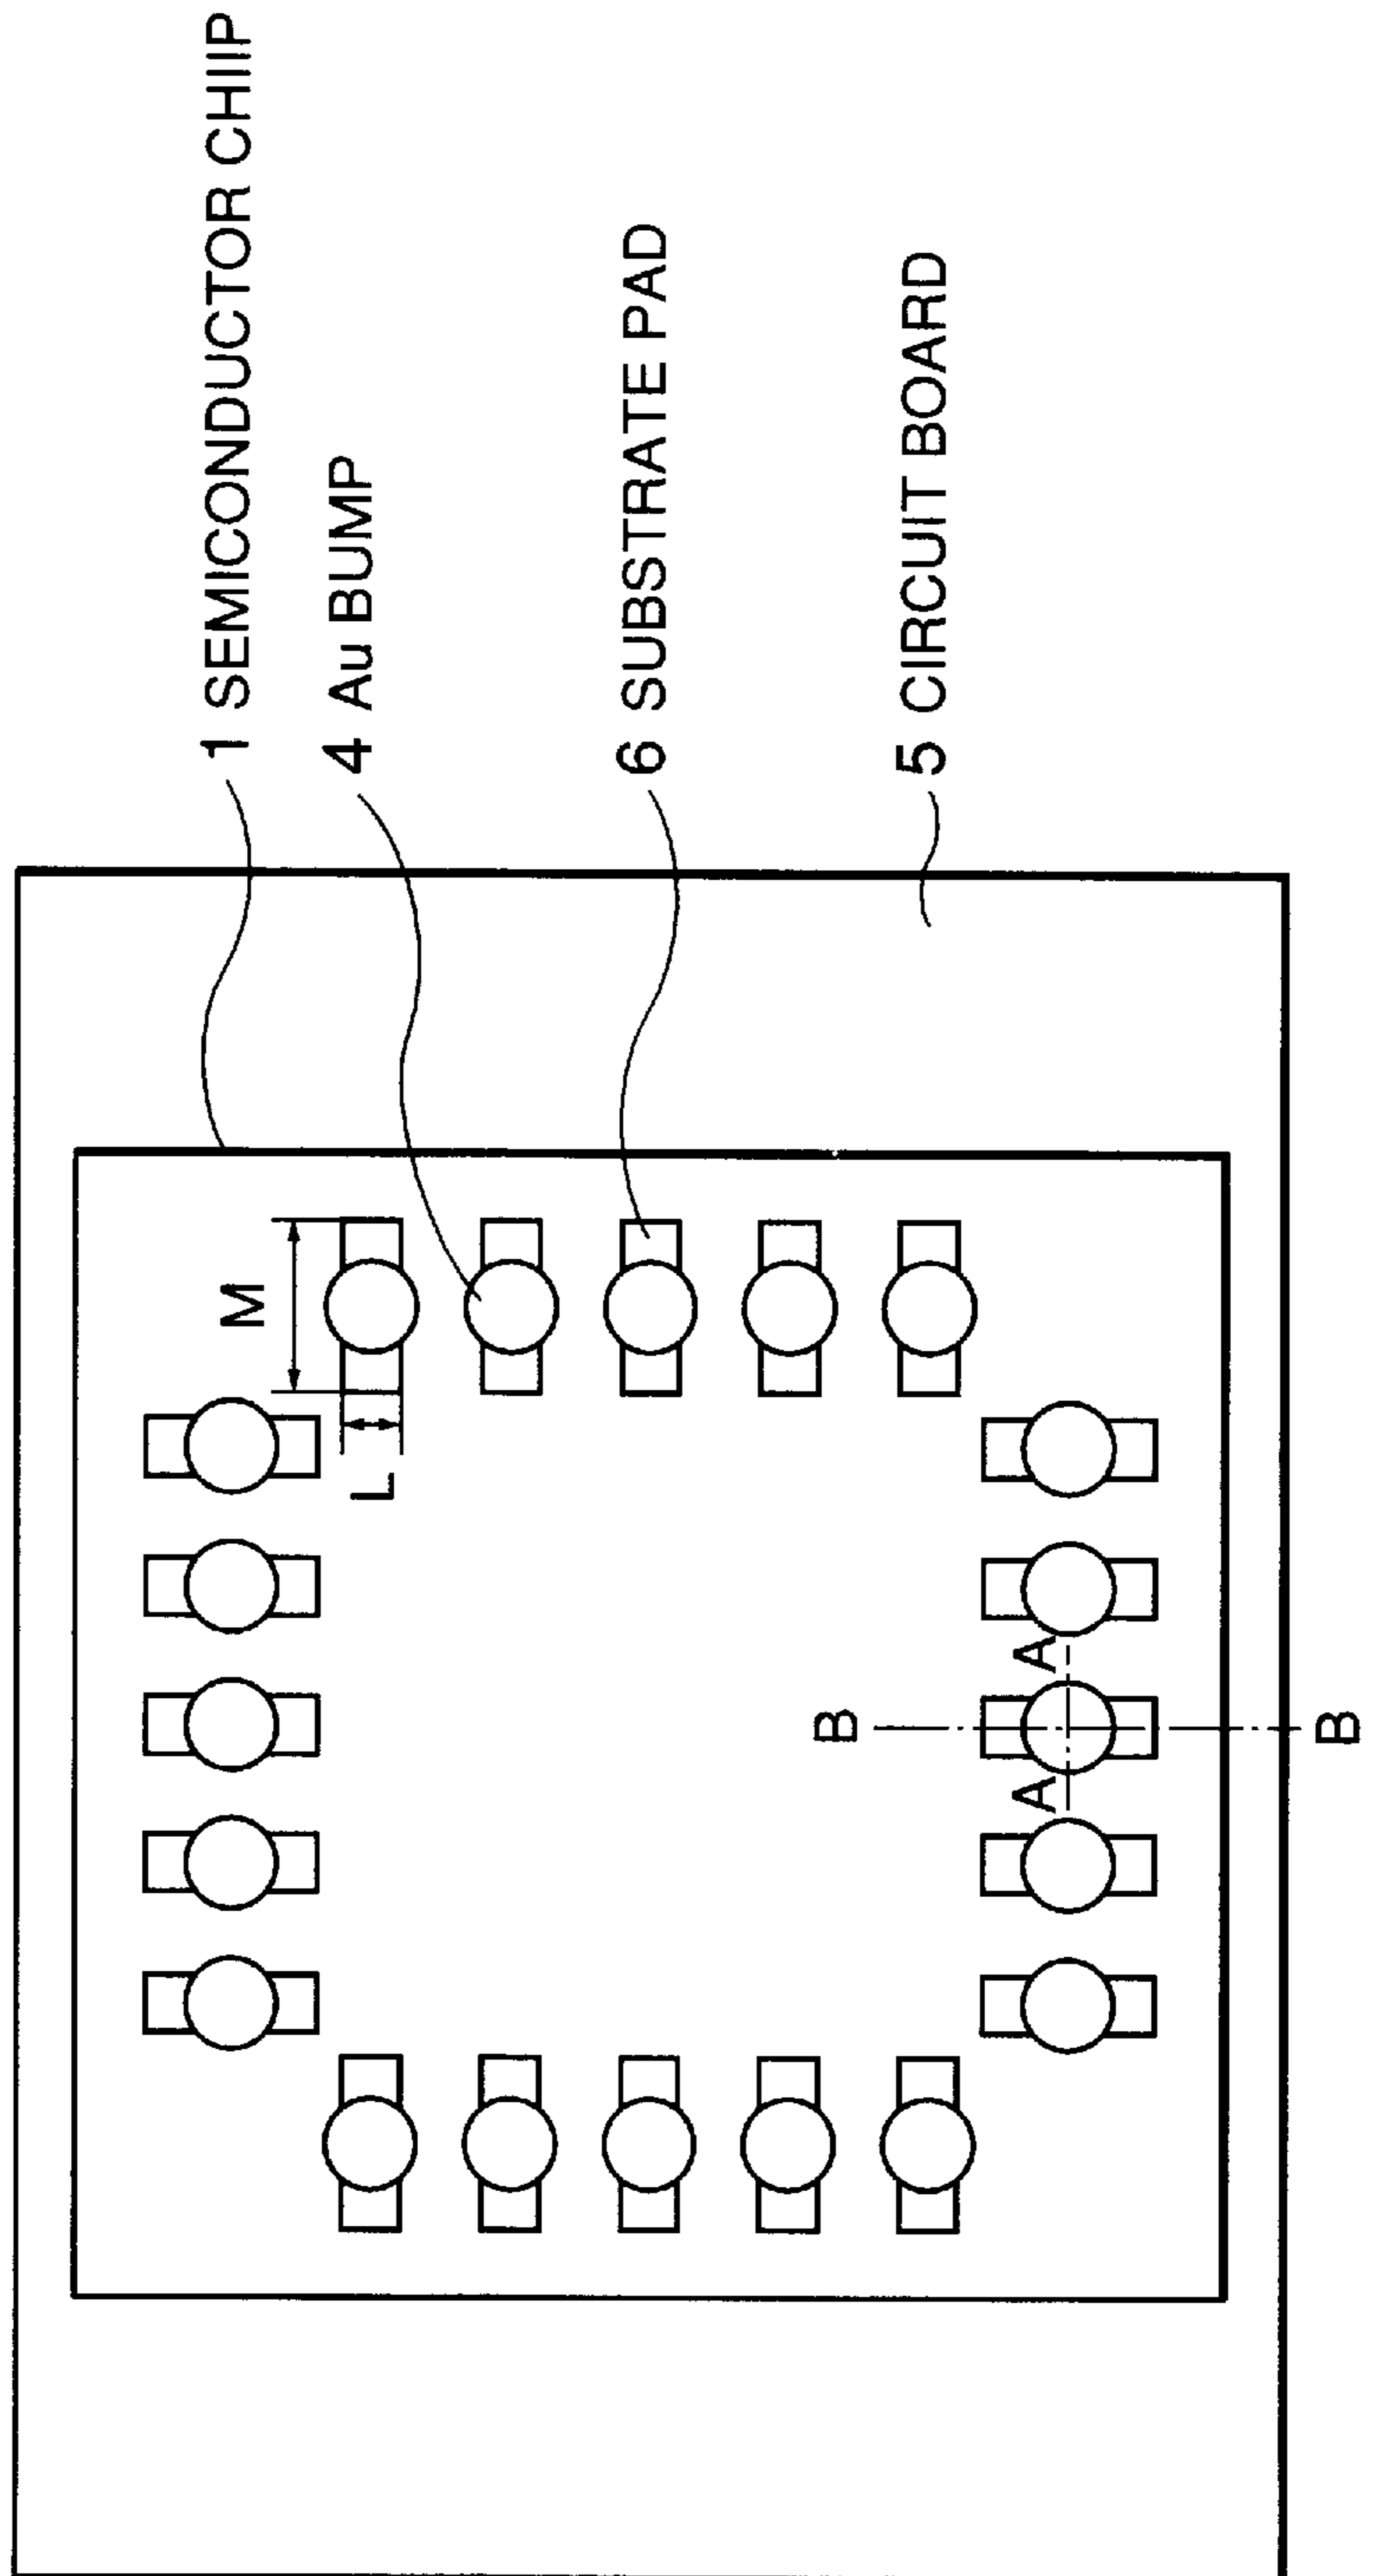 1 SEMICONDUCTOR CHIIP
4 Au BUMP
6 SUBSTRATE PAD
5 CIRCUIT BOARD
M
L
A
A
B
B